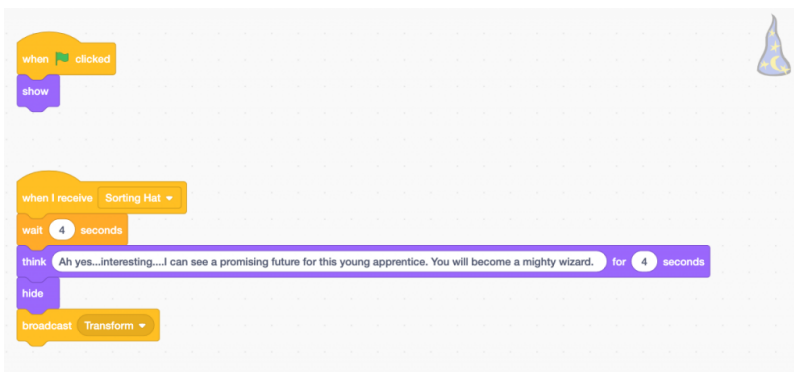 when clicked
show
when I receive Sorting Hat
wait 4 seconds
think Ah yes...interesting....I can see a promising future for this young apprentice. You will become a mighty wizard. for 4 seconds
hide
broadcast Transform